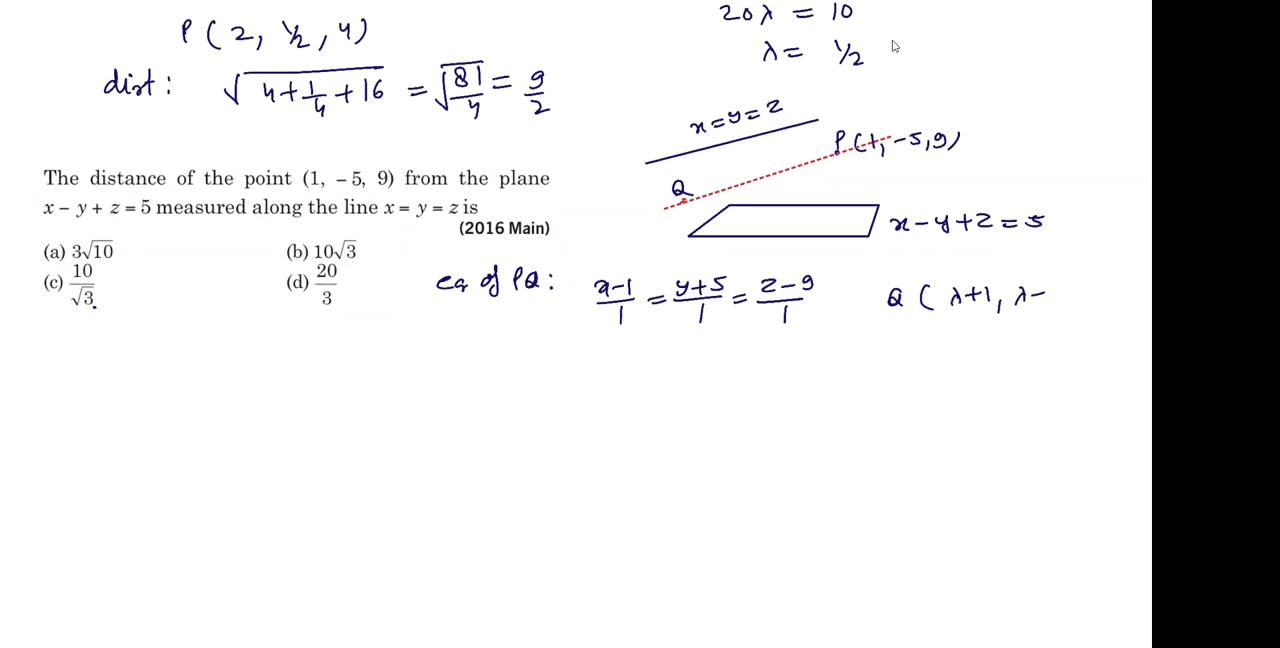 P ( 2, 1/2, 4 )
dist : √(4 + 1/4 + 16) = √(81/4) = 9/2
20λ = 10
λ = 1/2
x = y = z
P (1, -5, 9)
Q
x - y + z = 5
The distance of the point (1, − 5, 9) from the plane
x − y + z = 5 measured along the line x = y = z is
(2016 Main)
(a) 3√10 (b) 10√3
(c) 10/√3 (d) 20/3
eq of PQ : (x-1)/1 = (y+5)/1 = (z-9)/1 Q ( λ+1, λ-